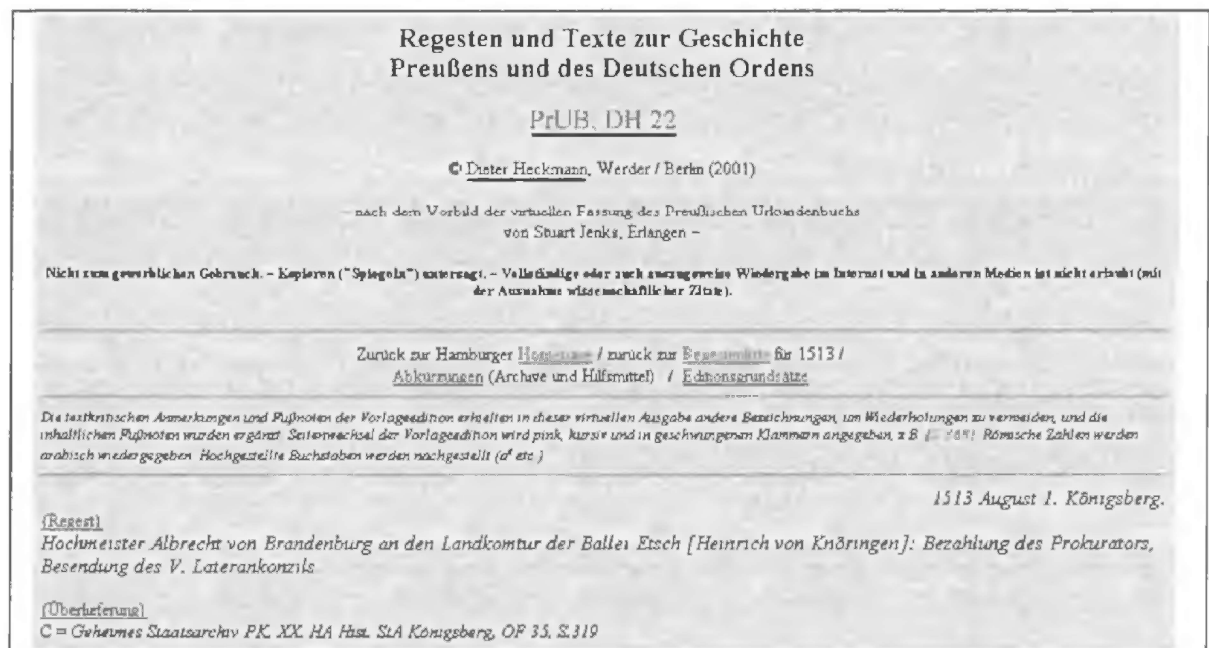 Regesten und Texte zur Geschichte
Preußens und des Deutschen Ordens
PrUB, DH 22
© Dieter Heckmann, Werder / Berlin (2001)
– nach dem Vorbild der virtuellen Fassung des Preußischen Urkundenbuchs
von Stuart Jenks, Erlangen –
Nicht zum gewerblichen Gebrauch. – Kopieren ("Spiegeln") untersagt. – Vollständige oder auch auszugsweise Wiedergabe im Internet und in anderen Medien ist nicht erlaubt (mit
der Ausnahme wissenschaftlicher Zitate).
Zurück zur Hamburger Homepage / zurück zur Regestenliste für 1513 /
Abkürzungen (Archive und Hilfsmittel) / Editionsgrundsätze
Die textkritischen Anmerkungen und Fußnoten der Vorlageedition erhielten in dieser virtuellen Ausgabe andere Bezeichnungen, um Wiederholungen zu vermeiden, und die
inhaltlichen Fußnoten wurden ergänzt. Seitenwechsel der Vorlageedition wird pink, kursiv und in geschwungenen Klammern angegeben, z.B. Römische Zahlen werden
arabisch wiedergegeben. Hochgestellte Buchstaben werden nachgestellt (a° etc.)
1513 August 1. Königsberg.
(Regest)
Hochmeister Albrecht von Brandenburg an den Landkomtur der Ballei Etsch [Heinrich von Knöringen]: Bezahlung des Prokurators,
Besendung des V. Laterankonzils
(Überlieferung)
C = Geheimes Staatsarchiv PK, XX. HA Hist. StA Königsberg, OF 35, S.319